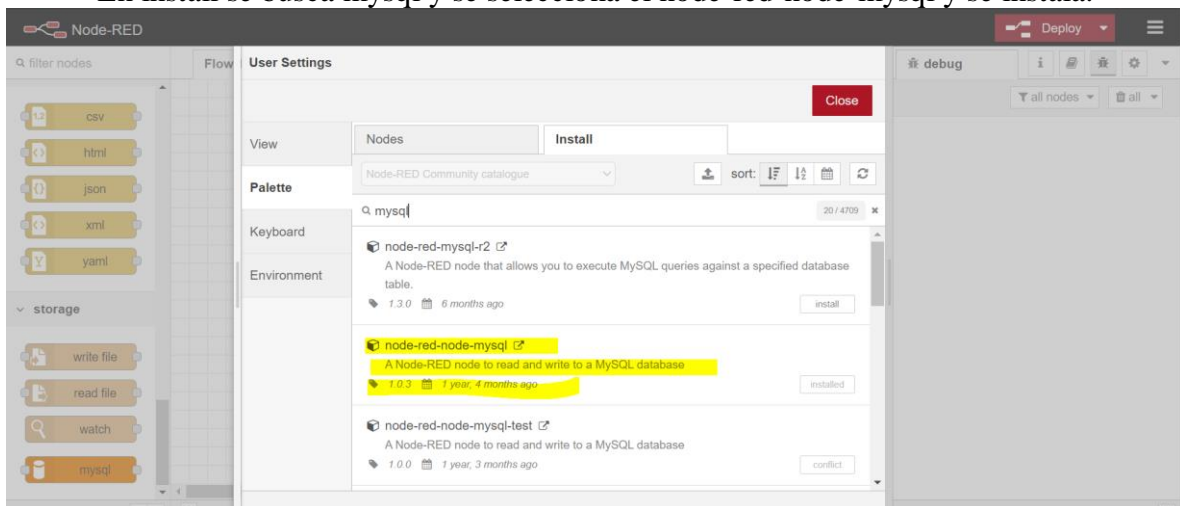 En install se busca mysql y se selecciona el node-red-node-mysql y se instala.
Node-RED
Deploy
filter nodes
Flow
User Settings
debug
i
all nodes
all
Close
csv
html
json
xml
yaml
storage
write file
read file
watch
mysql
View
Palette
Keyboard
Environment
Nodes
Install
Node-RED Community catalogue
sort:
mysql
20 / 4709
node-red-mysql-r2
A Node-RED node that allows you to execute MySQL queries against a specified database
table.
1.3.0 6 months ago
install
node-red-node-mysql
A Node-RED node to read and write to a MySQL database
1.0.3 1 year, 4 months ago
installed
node-red-node-mysql-test
A Node-RED node to read and write to a MySQL database
1.0.0 1 year, 3 months ago
conflict